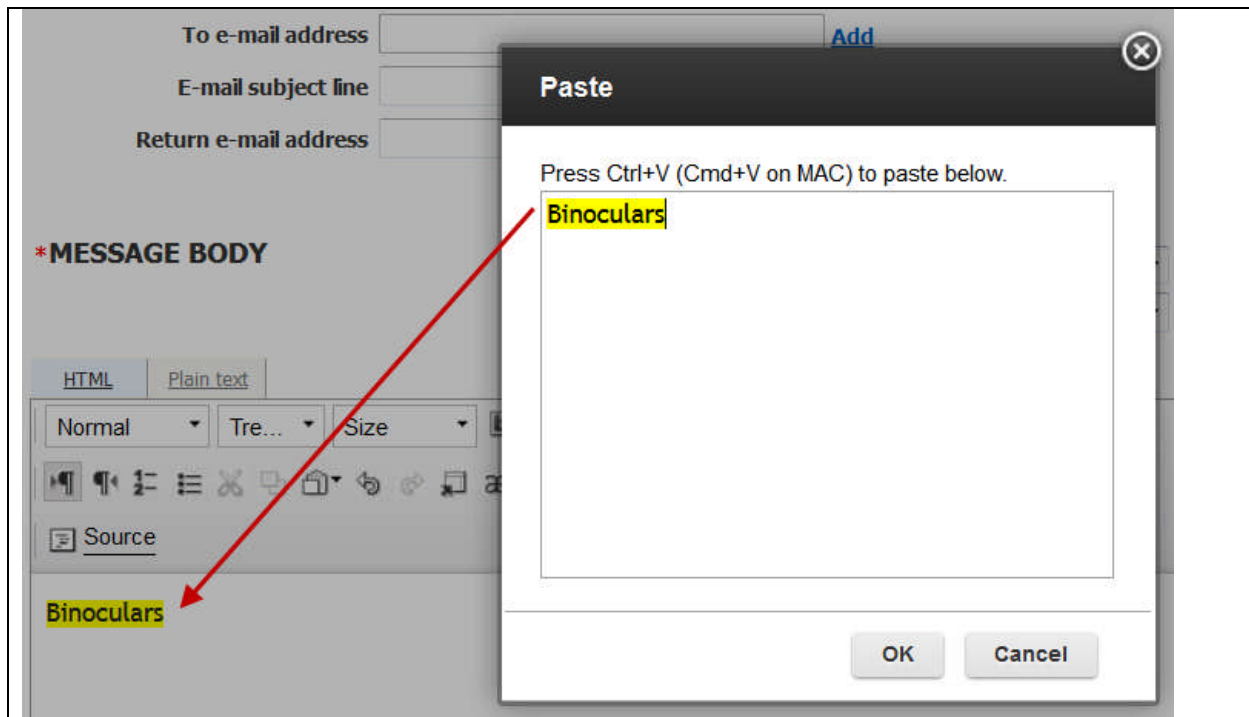 To e-mail address
Add
E-mail subject line
Return e-mail address
*MESSAGE BODY
HTML
Plain text
Normal
Tre...
Size
Source
Binoculars
Paste
Press Ctrl+V (Cmd+V on MAC) to paste below.
Binoculars
OK
Cancel